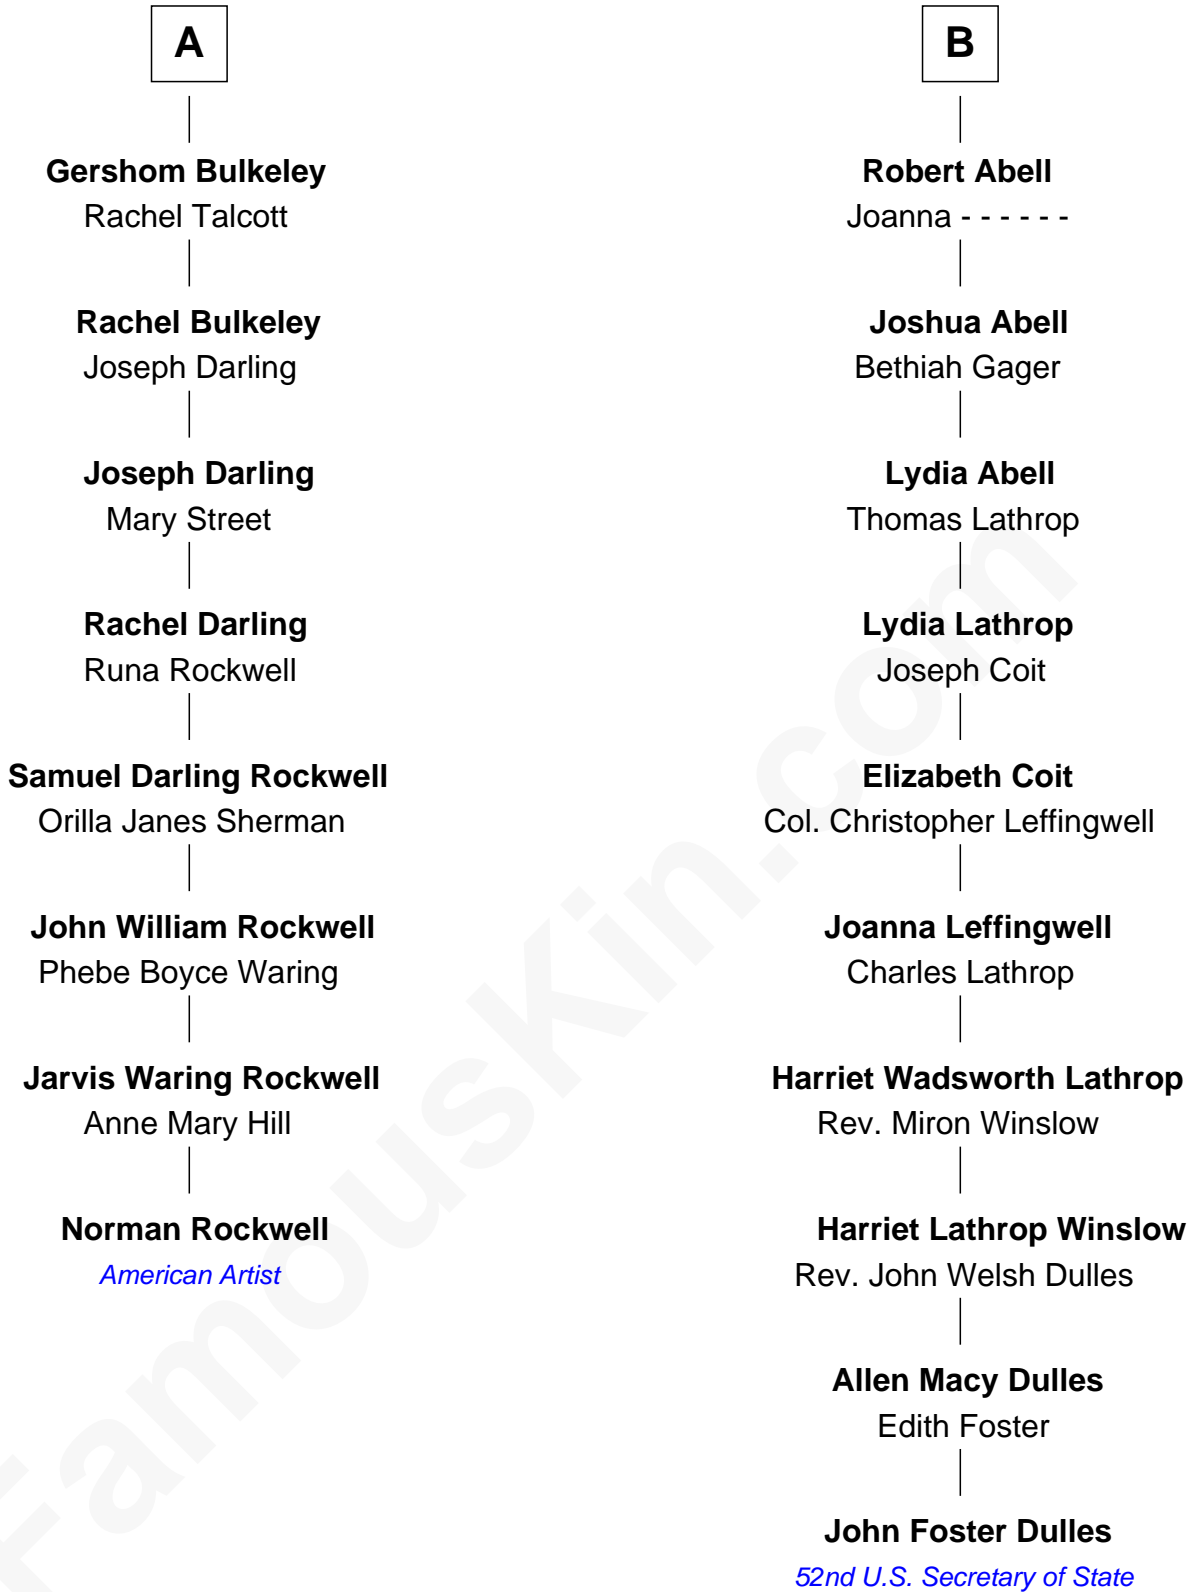 A
Gershom Bulkeley
Rachel Talcott
Rachel Bulkeley
Joseph Darling
Joseph Darling
Mary Street
Rachel Darling
Runa Rockwell
Samuel Darling Rockwell
Orilla Janes Sherman
John William Rockwell
Phebe Boyce Waring
Jarvis Waring Rockwell
Anne Mary Hill
Norman Rockwell
American Artist
B
Robert Abell
Joanna - - - - - -
Joshua Abell
Bethiah Gager
Lydia Abell
Thomas Lathrop
Lydia Lathrop
Joseph Coit
Elizabeth Coit
Col. Christopher Leffingwell
Joanna Leffingwell
Charles Lathrop
Harriet Wadsworth Lathrop
Rev. Miron Winslow
Harriet Lathrop Winslow
Rev. John Welsh Dulles
Allen Macy Dulles
Edith Foster
John Foster Dulles
52nd U.S. Secretary of State
FamousKin.com